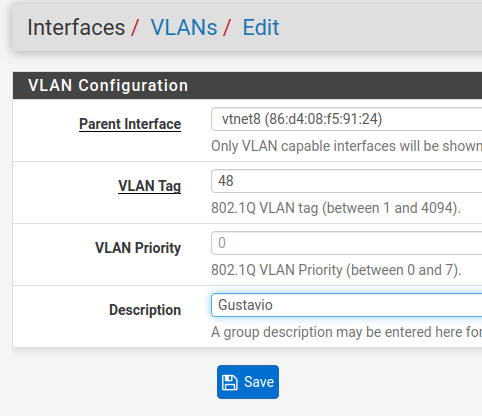 Interfaces / VLANs / Edit
VLAN Configuration
Parent Interface
vtnet8 (86:d4:08:f5:91:24)
Only VLAN capable interfaces will be shown
VLAN Tag
48
802.1Q VLAN tag (between 1 and 4094).
VLAN Priority
0
802.1Q VLAN Priority (between 0 and 7).
Description
Gustavio
A group description may be entered here for
Save